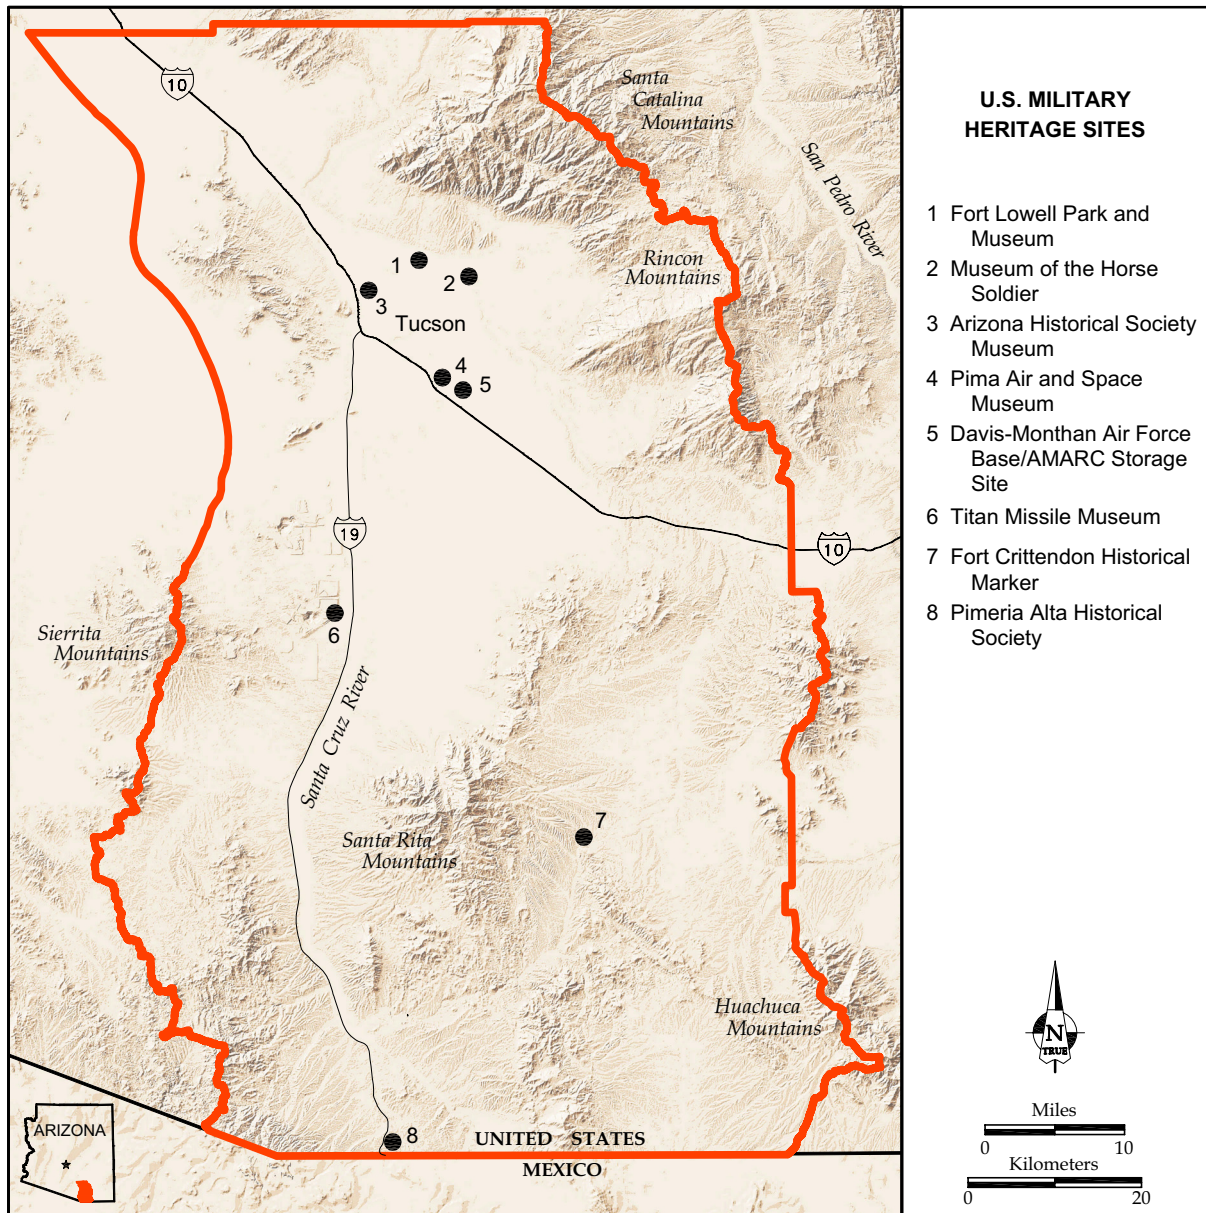 10
Santa
Catalina
Mountains
San Pedro River
Rincon
Mountains
1
2
3
Tucson
4
5
19
10
Sierrita
Mountains
6
Santa Cruz River
7
Santa Rita
Mountains
Huachuca
Mountains
8
UNITED STATES
MEXICO
ARIZONA
U.S. MILITARY
HERITAGE SITES
1 Fort Lowell Park and
Museum
2 Museum of the Horse
Soldier
3 Arizona Historical Society
Museum
4 Pima Air and Space
Museum
5 Davis-Monthan Air Force
Base/AMARC Storage
Site
6 Titan Missile Museum
7 Fort Crittendon Historical
Marker
8 Pimeria Alta Historical
Society
N
TRUE
Miles
0 10
Kilometers
0 20